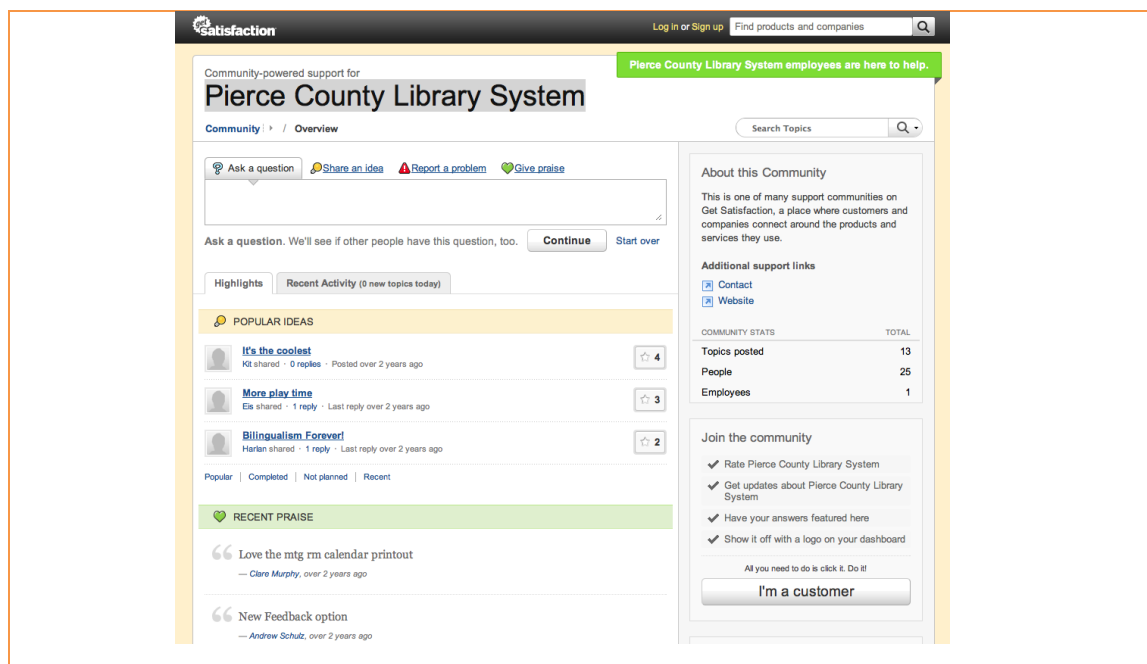 get satisfaction
Log in or Sign up
Find products and companies
Pierce County Library System employees are here to help.
Community-powered support for
Pierce County Library System
Community / Overview
Search Topics
Ask a question Share an idea Report a problem Give praise
Ask a question. We'll see if other people have this question, too. Continue Start over
Highlights Recent Activity (0 new topics today)
POPULAR IDEAS
It's the coolest
Kit shared · 0 replies · Posted over 2 years ago
4
More play time
Eis shared · 1 reply · Last reply over 2 years ago
3
Bilingualism Forever!
Harlan shared · 1 reply · Last reply over 2 years ago
2
Popular | Completed | Not planned | Recent
RECENT PRAISE
Love the mtg rm calendar printout
— Clare Murphy, over 2 years ago
New Feedback option
— Andrew Schulz, over 2 years ago
About this Community
This is one of many support communities on
Get Satisfaction, a place where customers and
companies connect around the products and
services they use.
Additional support links
Contact
Website
COMMUNITY STATS TOTAL
Topics posted 13
People 25
Employees 1
Join the community
Rate Pierce County Library System
Get updates about Pierce County Library
System
Have your answers featured here
Show it off with a logo on your dashboard
All you need to do is click it. Do it!
I'm a customer